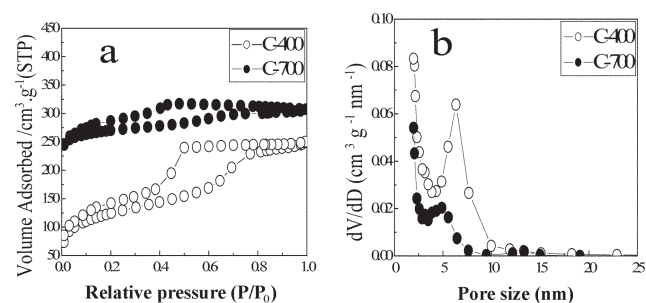 a
C-400
C-700
450
400
350
300
250
200
150
100
50
0.0
0.2
0.4
0.6
0.8
1.0
Volume Adsorbed /cm³.g⁻¹(STP)
Relative pressure (P/P₀)
b
C-400
C-700
0.10
0.08
0.06
0.04
0.02
0.00
0
5
10
15
20
25
dV/dD (cm³ g⁻¹ nm⁻¹)
Pore size (nm)